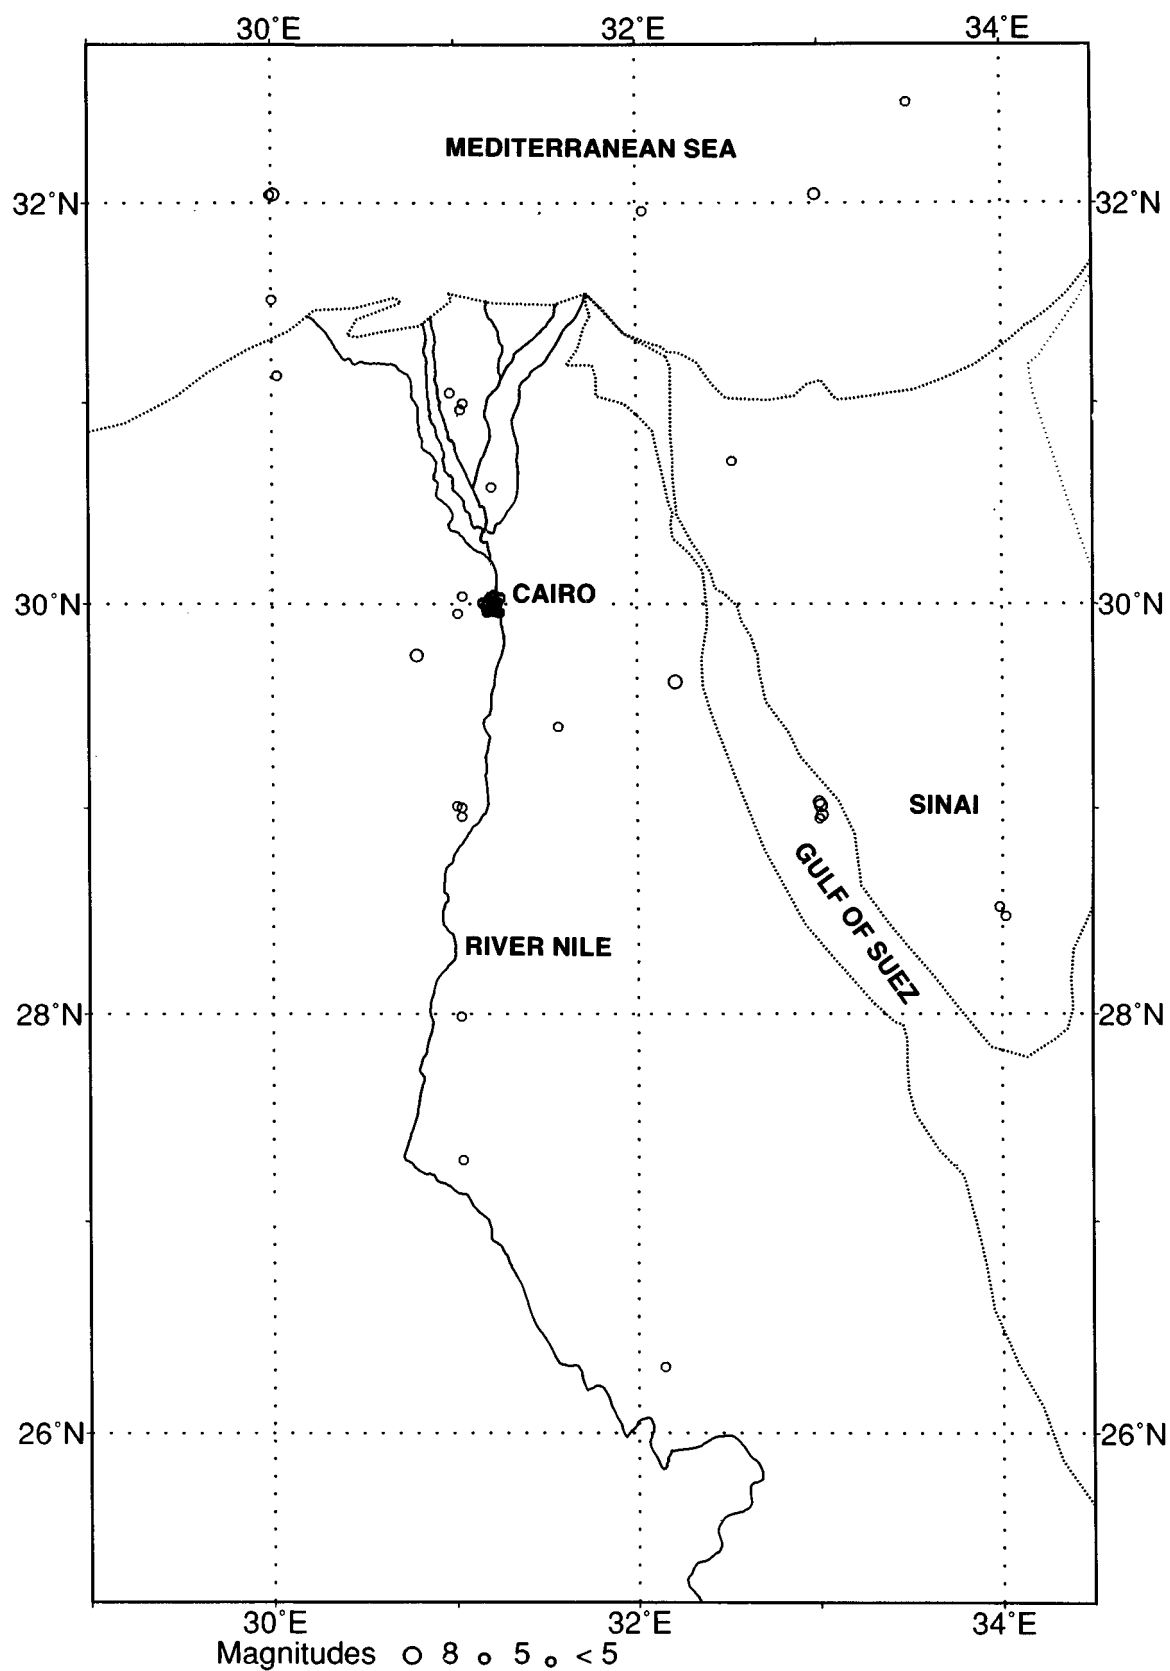 30°E 32°E 34°E
MEDITERRANEAN SEA
32°N 32°N
30°N CAIRO 30°N
SINAI
GULF OF SUEZ
RIVER NILE
28°N 28°N
26°N 26°N
30°E 32°E 34°E
Magnitudes 8 5 < 5